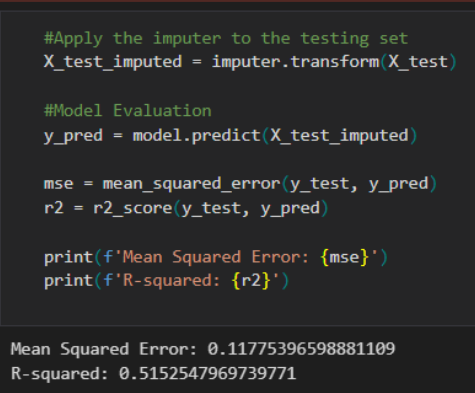 #Apply the imputer to the testing set
X_test_imputed = imputer.transform(X_test)
#Model Evaluation
y_pred = model.predict(X_test_imputed)
mse = mean_squared_error(y_test, y_pred)
r2 = r2_score(y_test, y_pred)
print(f'Mean Squared Error: {mse}')
print(f'R-squared: {r2}')
Mean Squared Error: 0.11775396598881109
R-squared: 0.5152547969739771